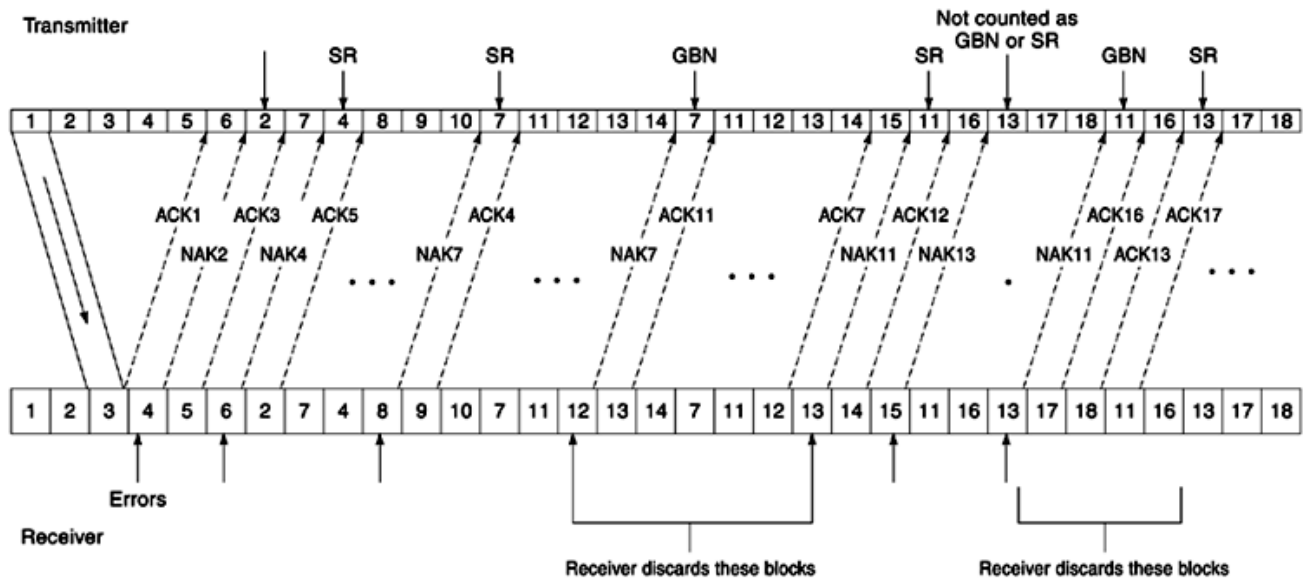 Transmitter
Not counted as
GBN or SR
SR
SR
GBN
SR
GBN
SR
1 2 3 4 5 6 2 7 4 8 9 10 7 11 12 13 14 7 11 12 13 14 15 11 16 13 17 18 11 16 13 17 18
ACK1 ACK3 ACK5 ACK4 ACK11 ACK7 ACK12 ACK16 ACK17
NAK2 NAK4 NAK7 NAK7 NAK11 NAK13 NAK11 ACK13
1 2 3 4 5 6 2 7 4 8 9 10 7 11 12 13 14 7 11 12 13 14 15 11 16 13 17 18 11 16 13 17 18
Errors
Receiver
Receiver discards these blocks
Receiver discards these blocks